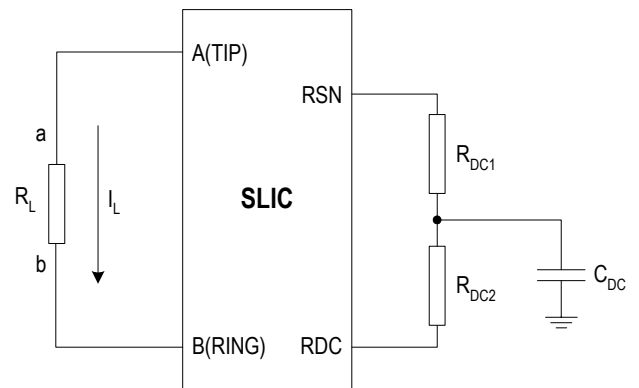 A(TIP)
RSN
a
R_DC1
R_L
I_L
SLIC
b
R_DC2
C_DC
B(RING)
RDC